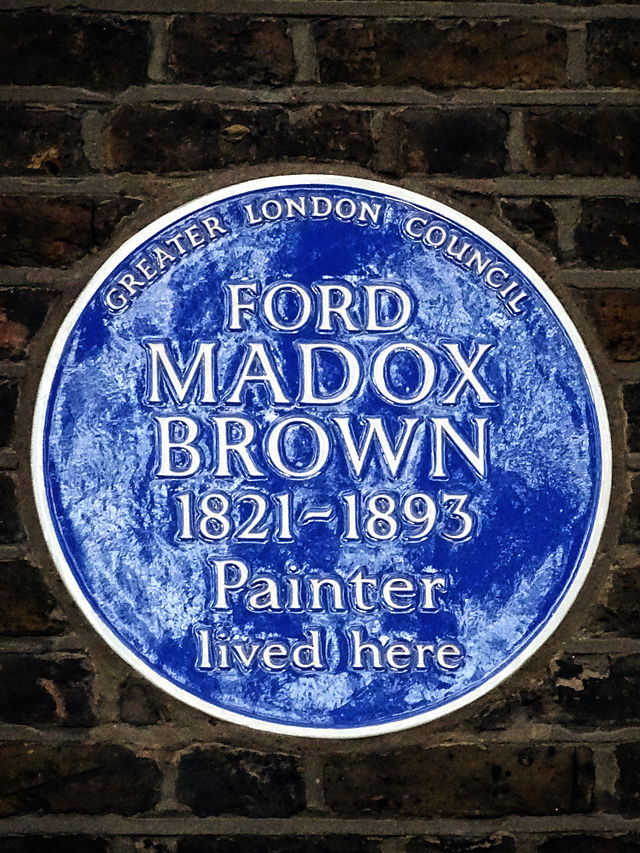 GREATER LONDON COUNCIL
FORD
MADOX
BROWN
1821~1893
Painter
lived here